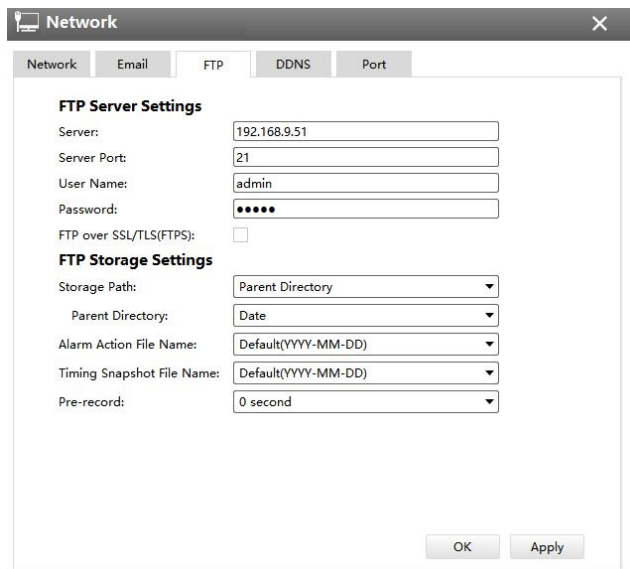 Network
Network Email FTP DDNS Port
FTP Server Settings
Server: 192.168.9.51
Server Port: 21
User Name: admin
Password: •••••
FTP over SSL/TLS(FTPS):
FTP Storage Settings
Storage Path: Parent Directory
Parent Directory: Date
Alarm Action File Name: Default(YYYY-MM-DD)
Timing Snapshot File Name: Default(YYYY-MM-DD)
Pre-record: 0 second
OK Apply